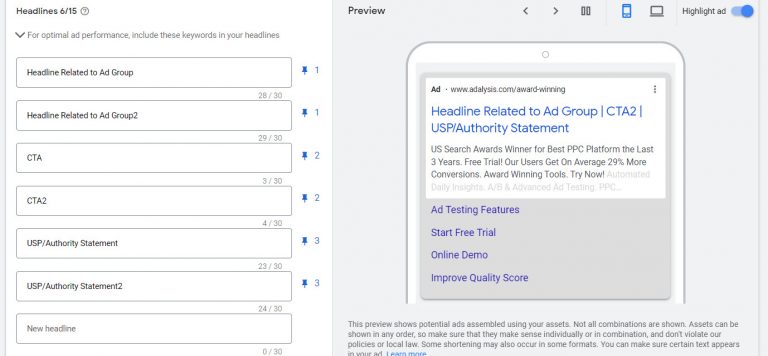 Headlines 6/15
For optimal ad performance, include these keywords in your headlines
Headline Related to Ad Group
1
28 / 30
Headline Related to Ad Group2
1
29 / 30
CTA
2
3 / 30
CTA2
2
4 / 30
USP/Authority Statement
3
23 / 30
USP/Authority Statement2
3
24 / 30
New headline
0 / 30
Preview
Highlight ad
Ad · www.adalysis.com/award-winning
Headline Related to Ad Group | CTA2 |
USP/Authority Statement
US Search Awards Winner for Best PPC Platform the Last
3 Years. Free Trial! Our Users Get On Average 29% More
Conversions. Award Winning Tools. Try Now! Automated
Daily Insights, A/B & Advanced Ad Testing. PPC...
Ad Testing Features
Start Free Trial
Online Demo
Improve Quality Score
This preview shows potential ads assembled using your assets. Not all combinations are shown. Assets can be
shown in any order, so make sure that they make sense individually or in combination, and don't violate our
policies or local law. Some shortening may also occur in some formats. You can make sure certain text appears
in your ad. Learn more